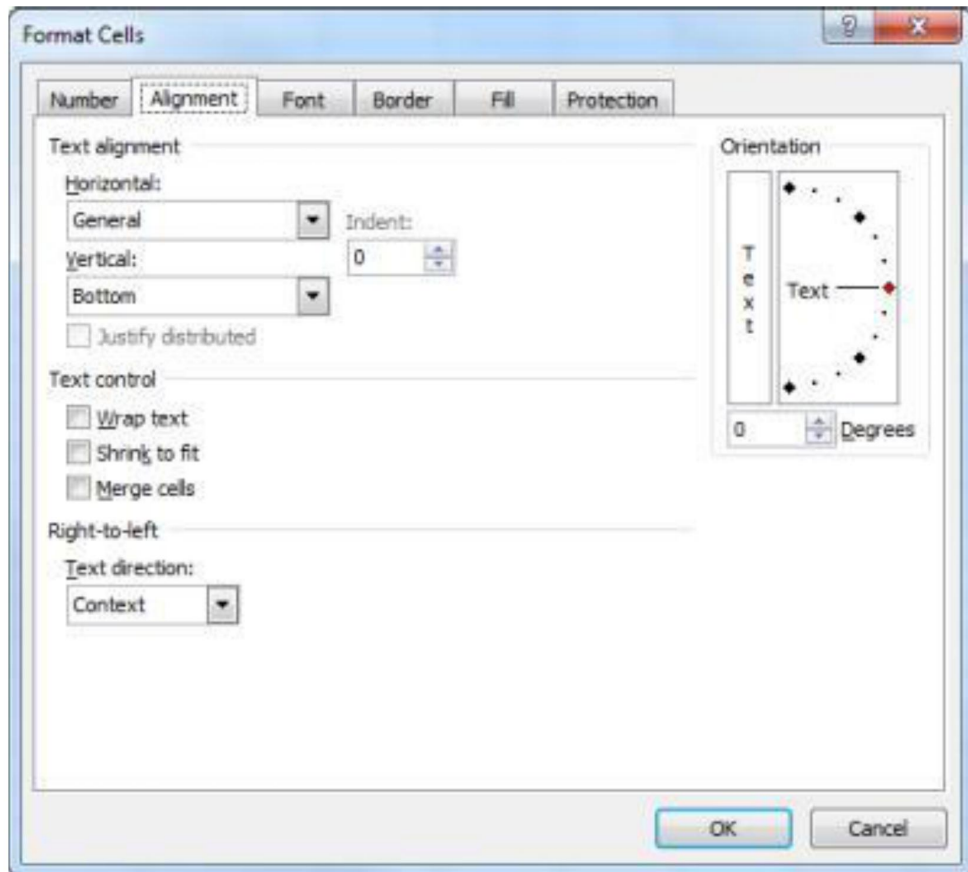 Format Cells
?
Number Alignment Font Border Fill Protection
Text alignment
Horizontal:
General
Indent:
0
Vertical:
Bottom
Justify distributed
Text control
Wrap text
Shrink to fit
Merge cells
Right-to-left
Text direction:
Context
Orientation
T
e
x
t
Text
0 Degrees
OK Cancel